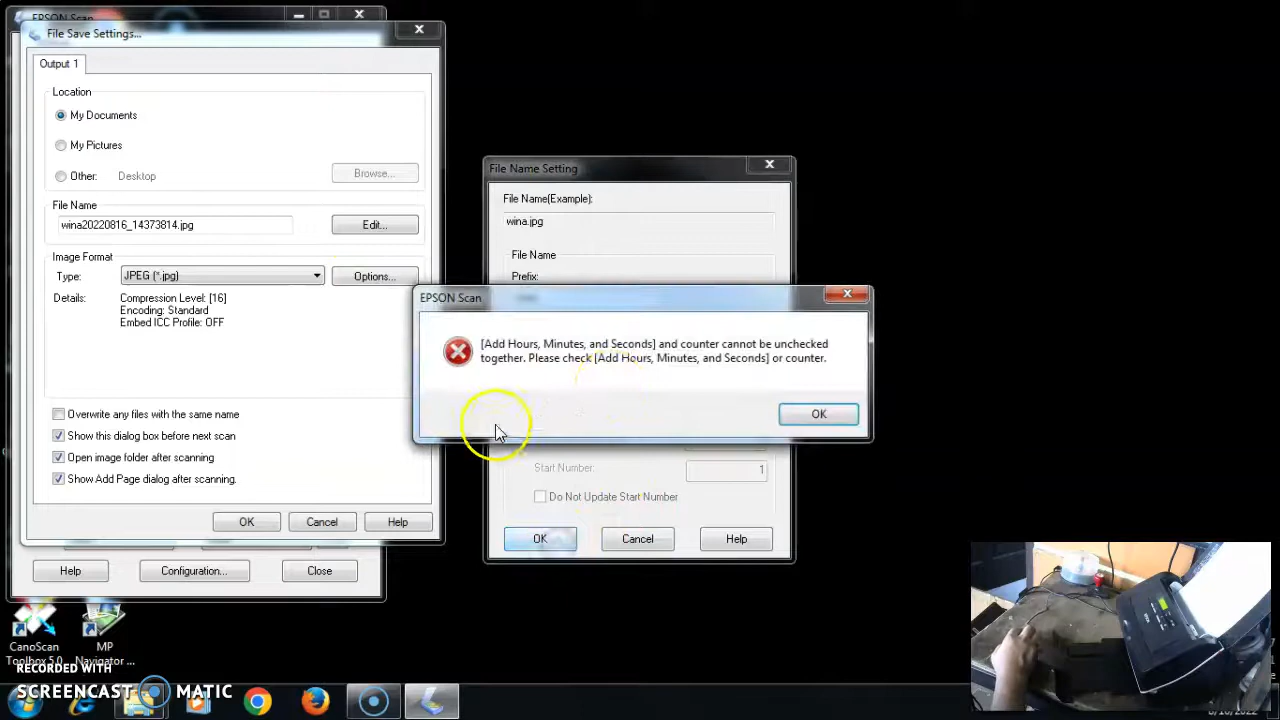 EPSON Scan
File Save Settings...
Output 1
Location
My Documents
My Pictures
Other: Desktop Browse...
File Name
wina20220816_14373814.jpg Edit...
Image Format
Type: JPEG (*.jpg) Options...
Details: Compression Level: [16]
Encoding: Standard
Embed ICC Profile: OFF
Overwrite any files with the same name
Show this dialog box before next scan
Open image folder after scanning
Show Add Page dialog after scanning.
OK Cancel Help
Help Configuration... Close
File Name Setting
File Name(Example):
wina.jpg
File Name
Prefix:
EPSON Scan
[Add Hours, Minutes, and Seconds] and counter cannot be unchecked
together. Please check [Add Hours, Minutes, and Seconds] or counter.
OK
Start Number: 1
Do Not Update Start Number
OK Cancel Help
CanoScan
Toolbox 5.0
MP
Navigator ...
RECORDED WITH
SCREENCAST MATIC